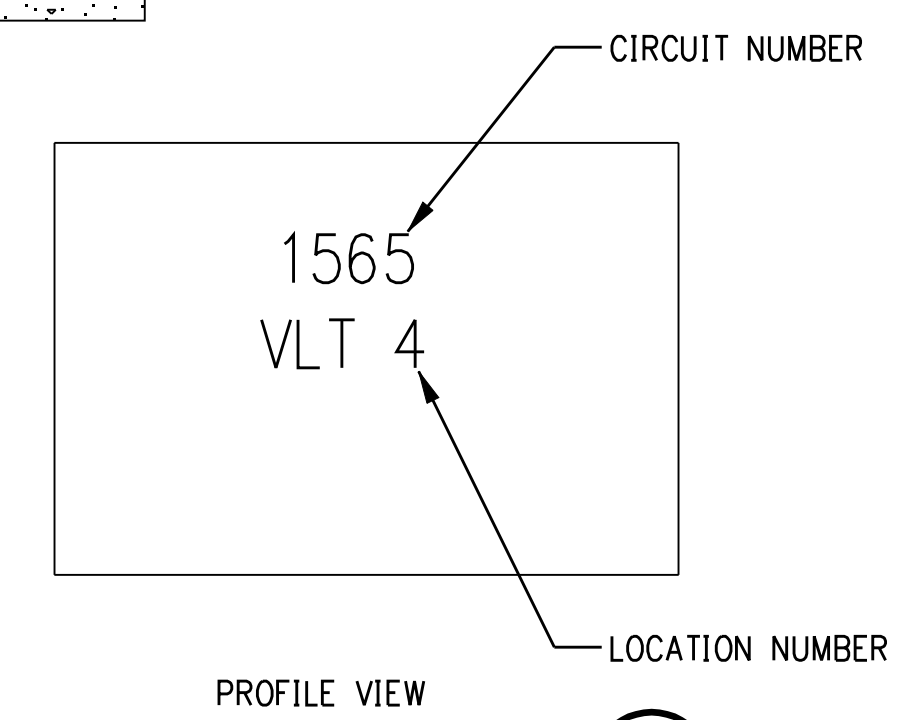 CIRCUIT NUMBER
1565
VLT 4
LOCATION NUMBER
PROFILE VIEW